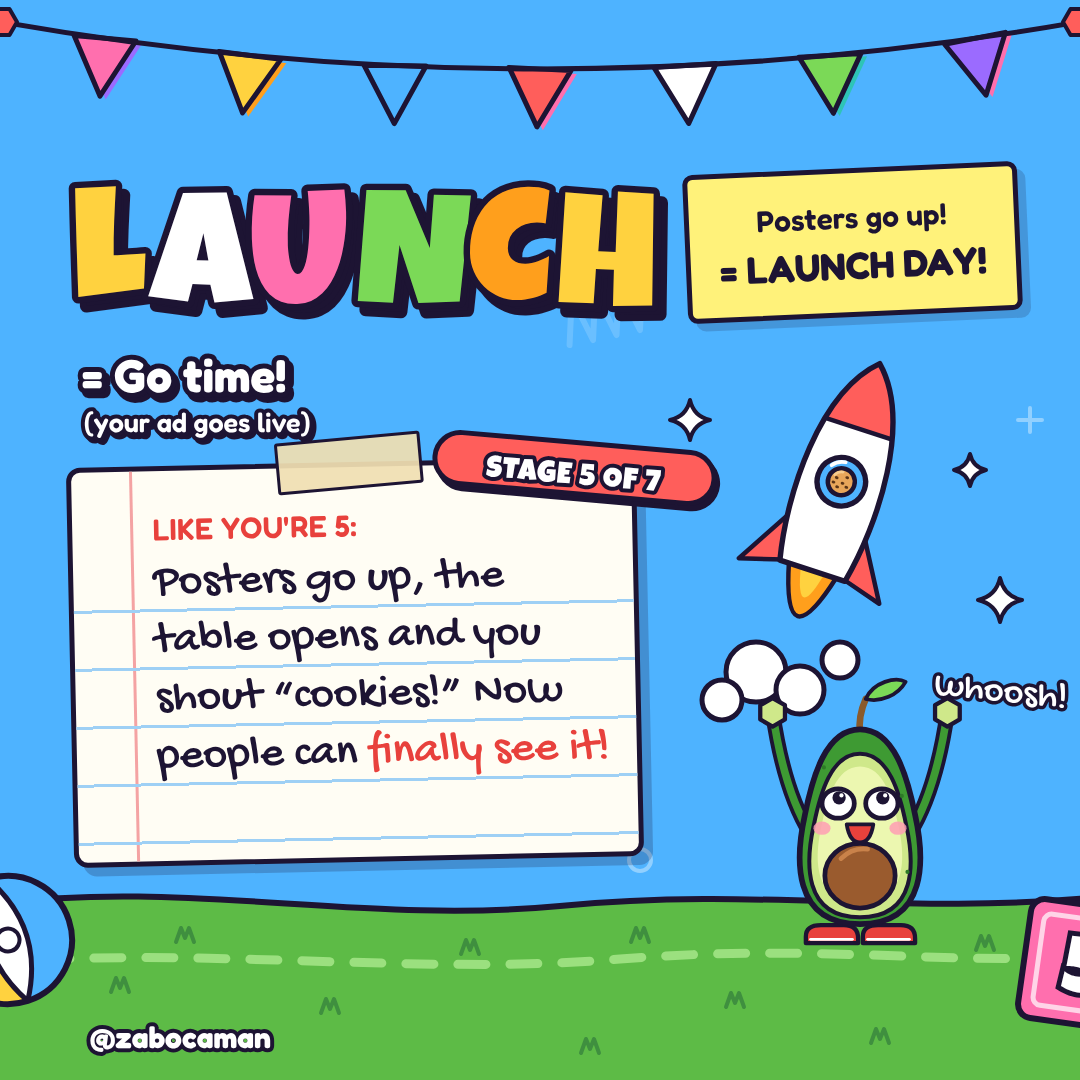 LAUNCH
Posters go up!
= LAUNCH DAY!
= Go time!
(your ad goes live)
STAGE 5 OF 7
LIKE YOU'RE 5:
Posters go up, the
table opens and you
shout “cookies!” Now
people can finally see it!
whoosh!
@zabocaman